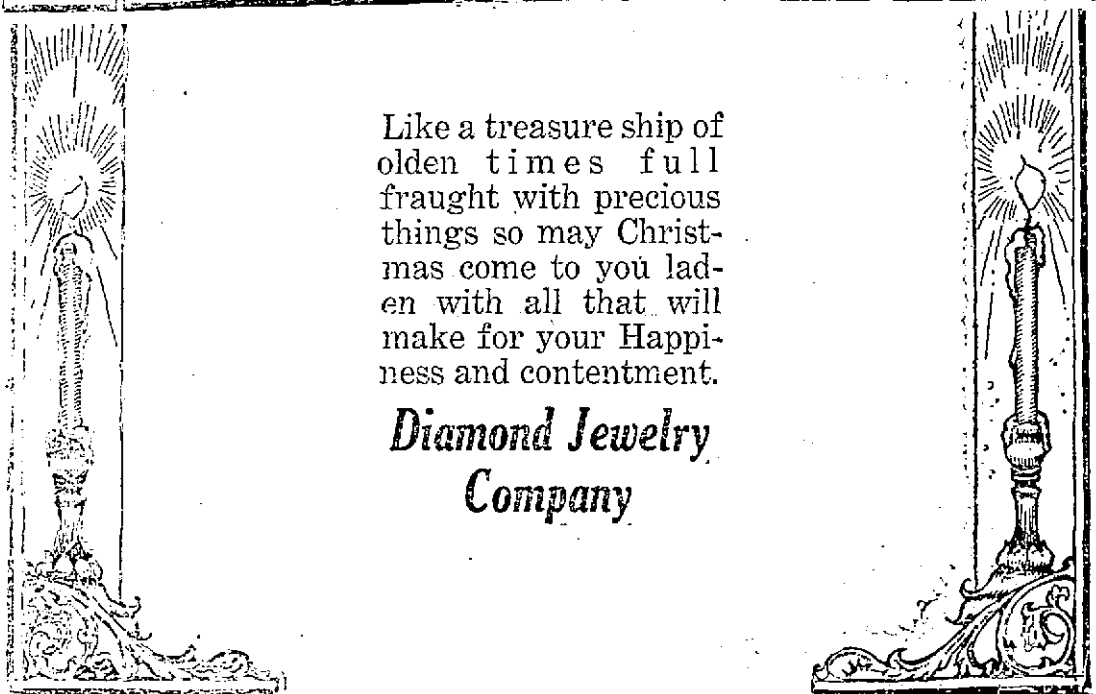 Like a treasure ship of
olden times full
fraught with precious
things so may Christ-
mas come to you lad-
en with all that will
make for your Happi-
ness and contentment.
Diamond Jewelry
Company